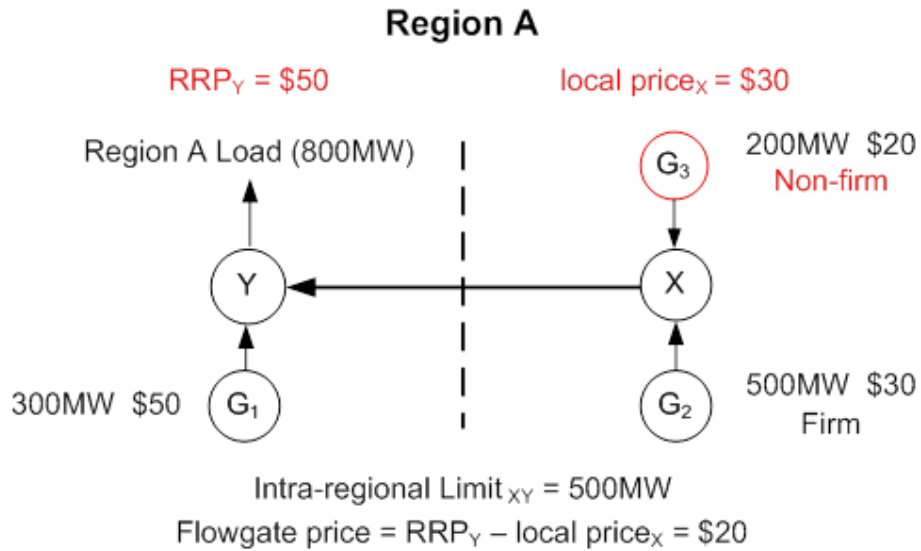 Region A
RRPY = $50
local priceX = $30
Region A Load (800MW)
G3
200MW $20
Non-firm
Y
X
300MW $50
G1
G2
500MW $30
Firm
Intra-regional Limit XY = 500MW
Flowgate price = RRPY – local priceX = $20